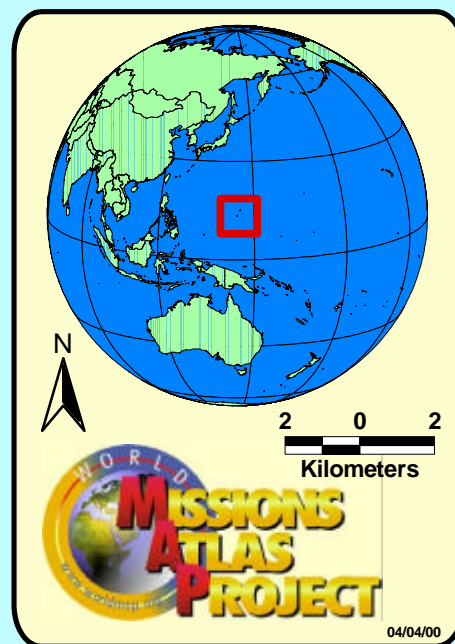 N
2 0 2
Kilometers
WORLD
MISSIONS
ATLAS
PROJECT
04/04/00